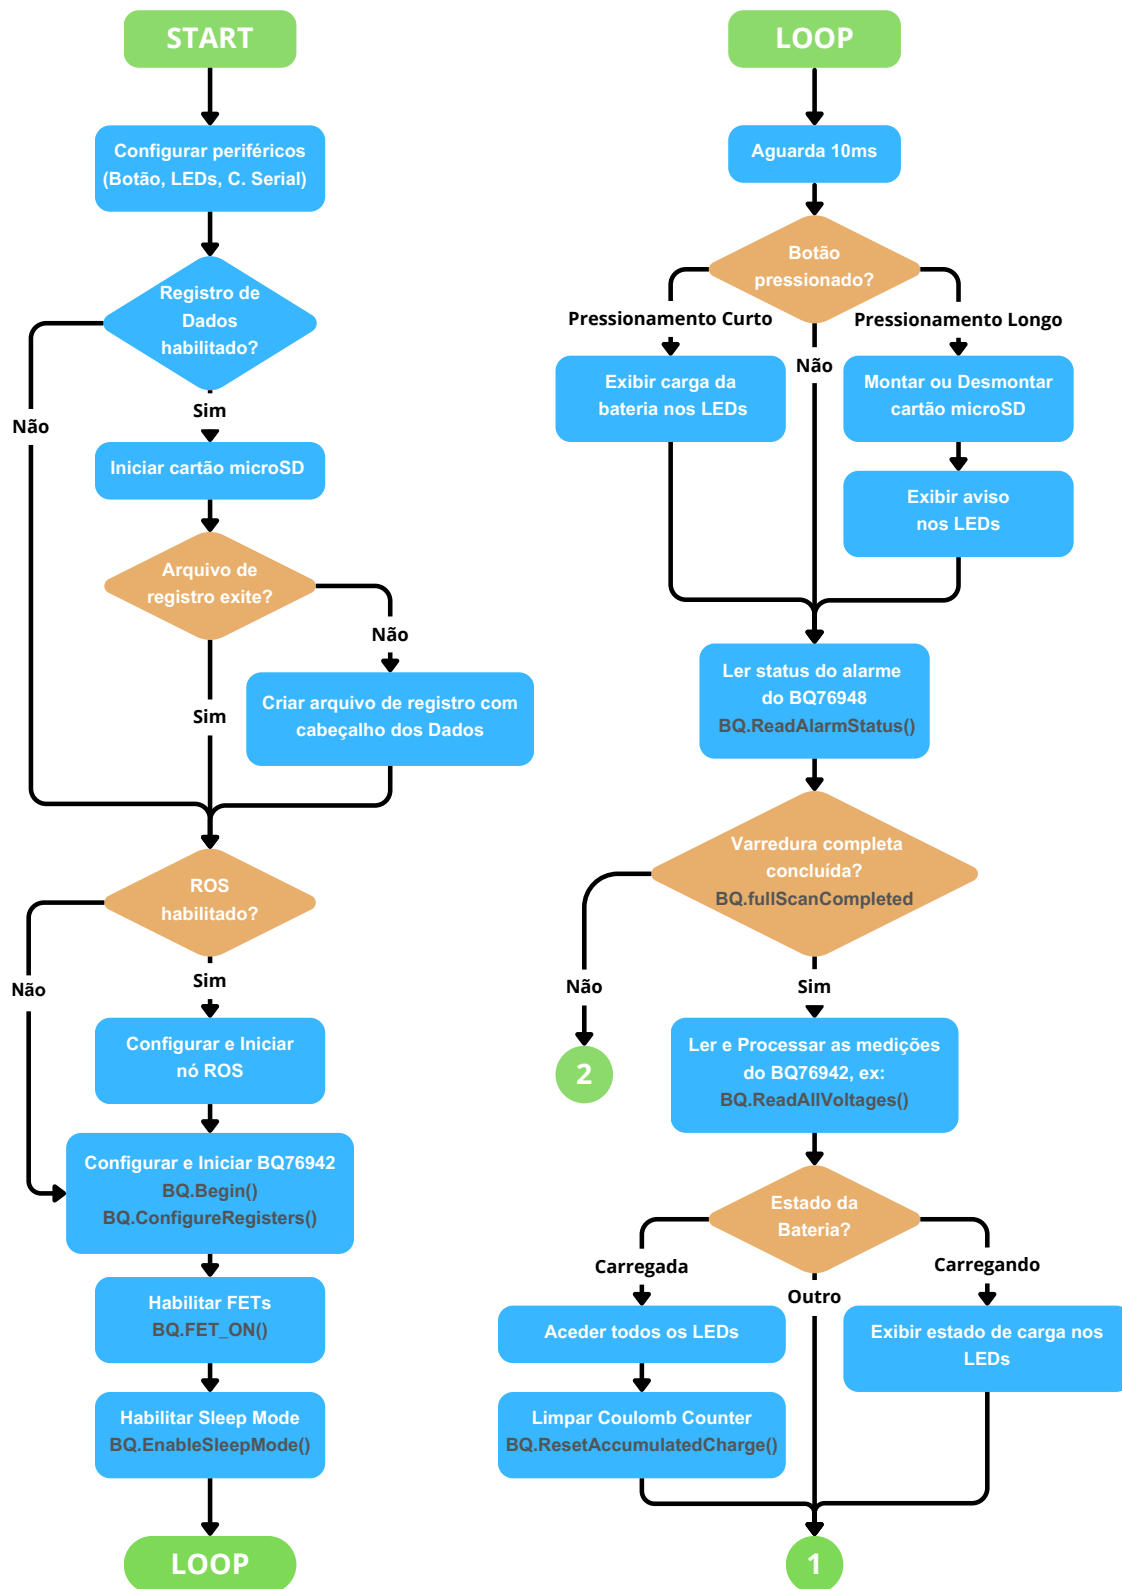 START
Configurar periféricos
(Botão, LEDs, C. Serial)
Registro de
Dados
habilitado?
Não
Sim
Iniciar cartão microSD
Arquivo de
registro exite?
Não
Sim
Criar arquivo de registro com
cabeçalho dos Dados
ROS
habilitado?
Não
Sim
Configurar e Iniciar
nó ROS
Configurar e Iniciar BQ76942
BQ.Begin()
BQ.ConfigureRegisters()
Habilitar FETs
BQ.FET_ON()
Habilitar Sleep Mode
BQ.EnableSleepMode()
LOOP
LOOP
Aguarda 10ms
Botão
pressionado?
Pressionamento Curto
Pressionamento Longo
Não
Exibir carga da
bateria nos LEDs
Montar ou Desmontar
cartão microSD
Exibir aviso
nos LEDs
Ler status do alarme
do BQ76948
BQ.ReadAlarmStatus()
Varredura completa
concluída?
BQ.fullScanCompleted
Não
Sim
2
Ler e Processar as medições
do BQ76942, ex:
BQ.ReadAllVoltages()
Estado da
Bateria?
Carregada
Carregando
Outro
Aceder todos os LEDs
Exibir estado de carga nos
LEDs
Limpar Coulomb Counter
BQ.ResetAccumulatedCharge()
1